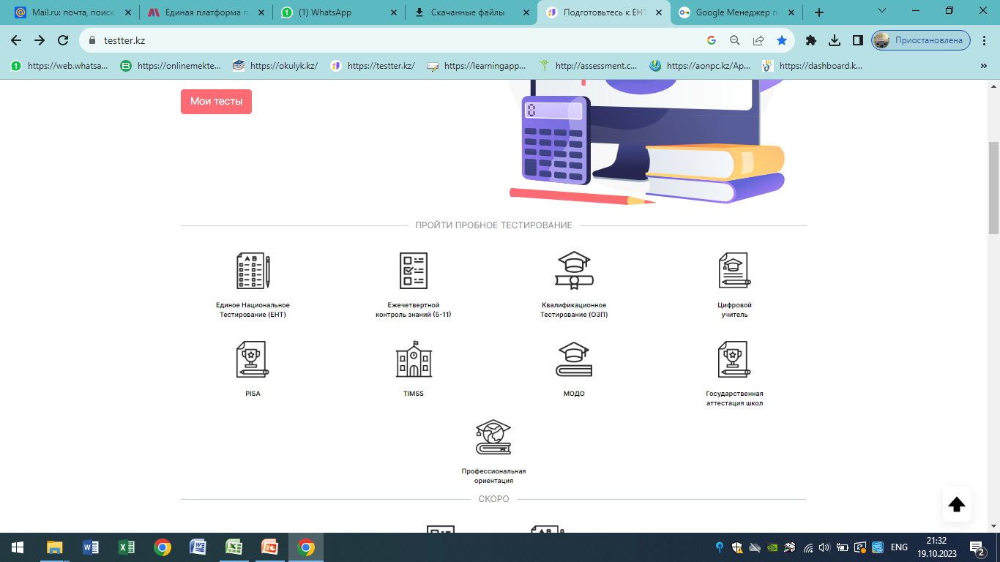 Mail.ru: почта, поиск
Единая платформа п
(1) WhatsApp
Скачанные файлы
Подготовьтесь к ЕНТ
Google Менеджер п
testter.kz
Приостановлена
https://web.whatsa...
https://onlinemekte...
https://okulyk.kz/
https://testter.kz/
https://learningapp...
http://assessment.c...
https://aonpc.kz/Ap...
https://dashboard.k...
Мои тесты
0
ПРОЙТИ ПРОБНОЕ ТЕСТИРОВАНИЕ
A B
Единое Национальное
Тестирование (ЕНТ)
Ежечетвертной
контроль знаний (5-11)
Квалификационное
Тестирование (ОЗП)
Цифровой
учитель
PISA
TIMSS
МОДО
Государственная
аттестация школ
Профессиональная
ориентация
СКОРО
A B
ENG
21:32
19.10.2023
2